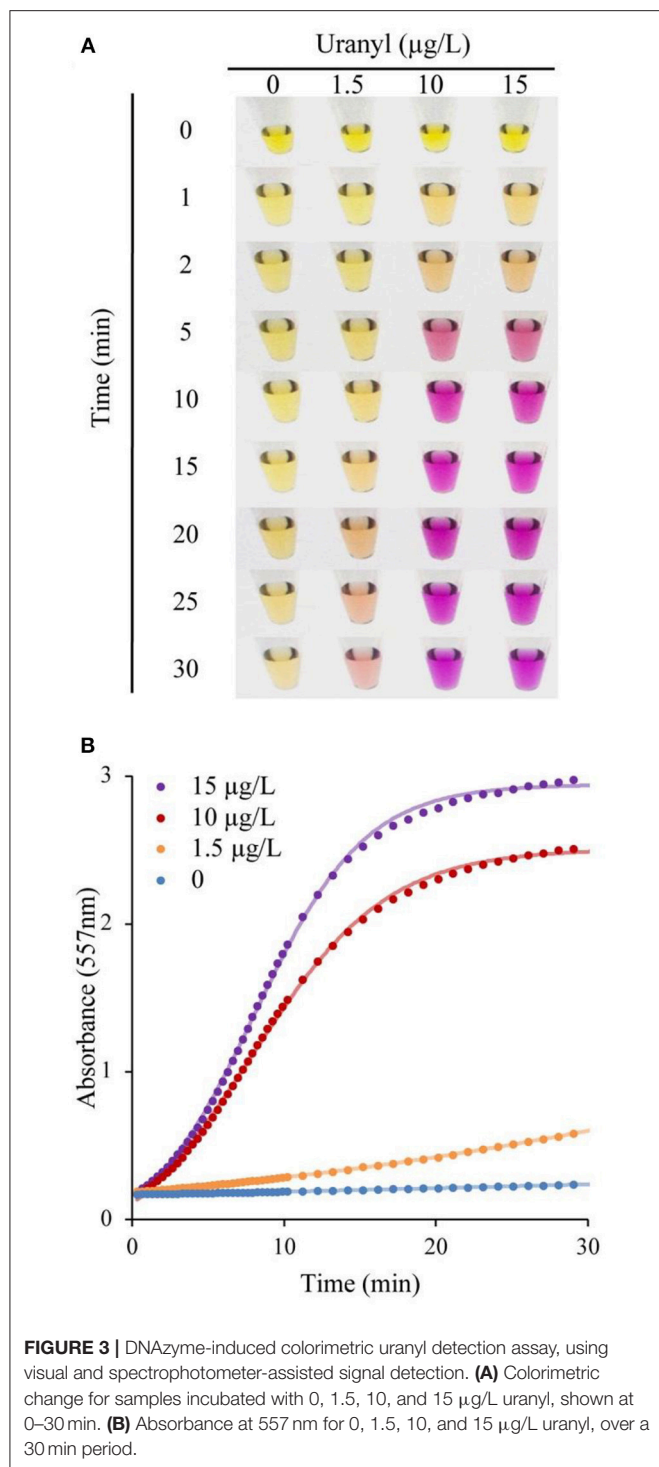 A
Uranyl (µg/L)
0 1.5 10 15
Time (min)
0
1
2
5
10
15
20
25
30
B
3
2
1
0
Absorbance (557nm)
15 µg/L
10 µg/L
1.5 µg/L
0
0 10 20 30
Time (min)
FIGURE 3 | DNAzyme-induced colorimetric uranyl detection assay, using
visual and spectrophotometer-assisted signal detection. (A) Colorimetric
change for samples incubated with 0, 1.5, 10, and 15 µg/L uranyl, shown at
0–30 min. (B) Absorbance at 557 nm for 0, 1.5, 10, and 15 µg/L uranyl, over a
30 min period.